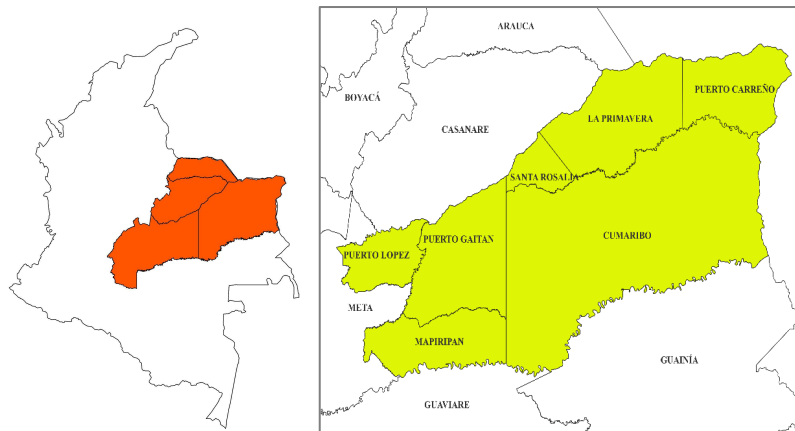 ARAUCA
BOYACÁ
PUERTO CARREÑO
LA PRIMAVERA
CASANARE
SANTA ROSALIA
PUERTO GAITAN
CUMARIBO
PUERTO LOPEZ
META
MAPIRIPAN
GUAINÍA
GUAVIARE